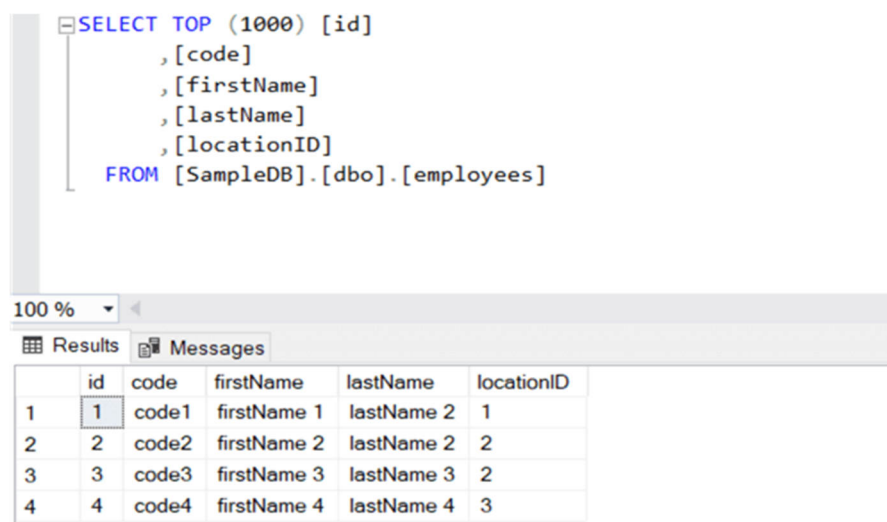 SELECT TOP (1000) [id]
,[code]
,[firstName]
,[lastName]
,[locationID]
FROM [SampleDB].[dbo].[employees]
100 %
Results Messages
id code firstName lastName locationID
1 1 code1 firstName 1 lastName 2 1
2 2 code2 firstName 2 lastName 2 2
3 3 code3 firstName 3 lastName 3 2
4 4 code4 firstName 4 lastName 4 3